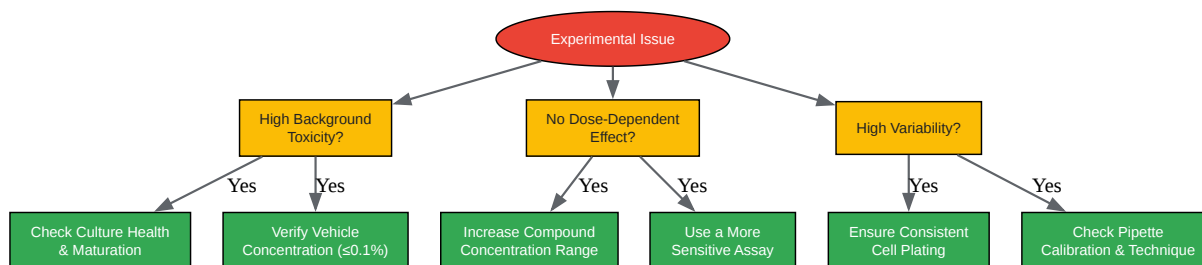 Experimental Issue
High Background
Toxicity?
No Dose-Dependent
Effect?
High Variability?
Yes
Yes
Yes
Yes
Yes
Yes
Check Culture Health
& Maturation
Verify Vehicle
Concentration (≤0.1%)
Increase Compound
Concentration Range
Use a More
Sensitive Assay
Ensure Consistent
Cell Plating
Check Pipette
Calibration & Technique